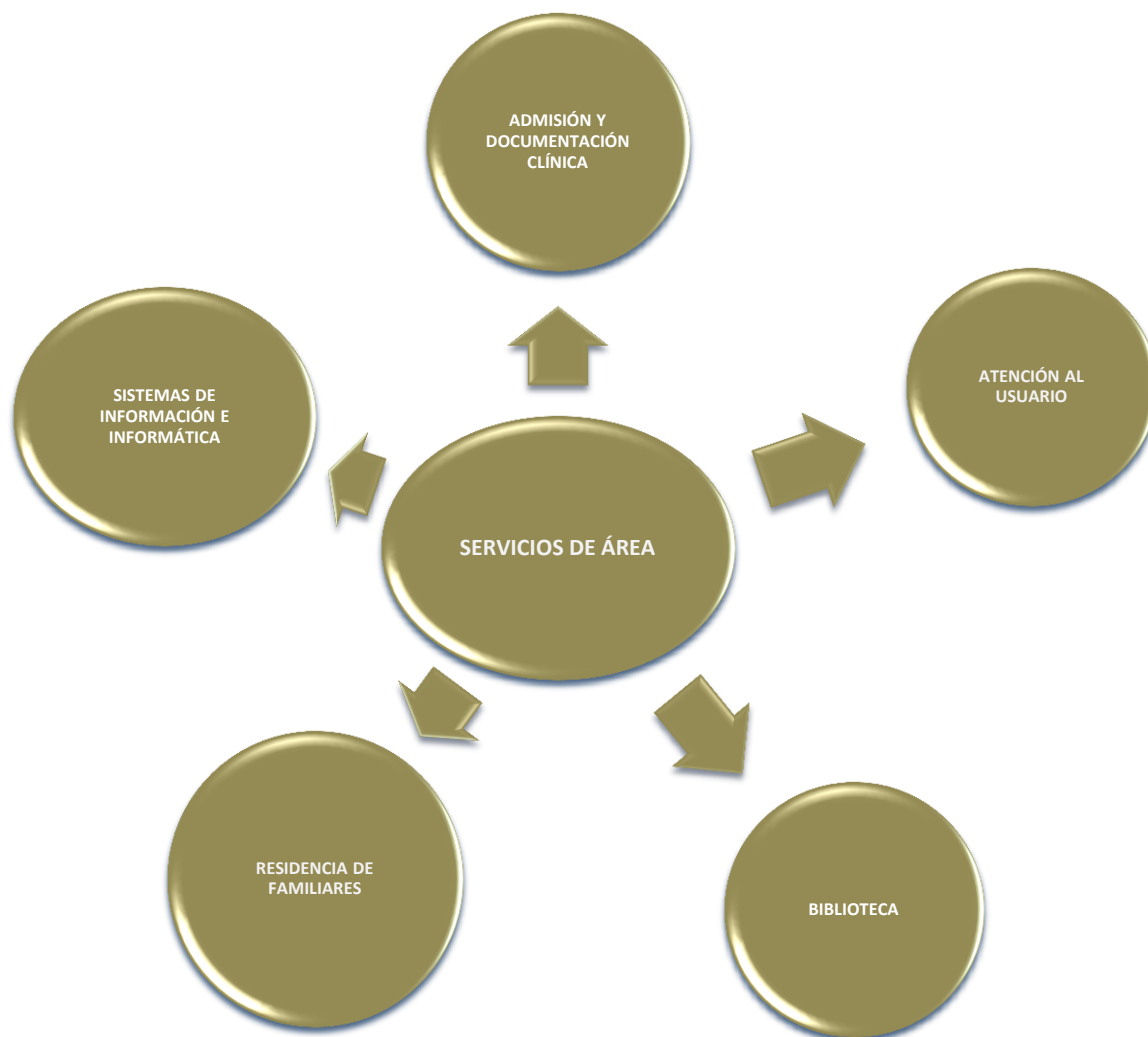 ADMISIÓN Y
DOCUMENTACIÓN
CLÍNICA
ATENCIÓN AL
USUARIO
SISTEMAS DE
INFORMACIÓN E
INFORMÁTICA
SERVICIOS DE ÁREA
RESIDENCIA DE
FAMILIARES
BIBLIOTECA